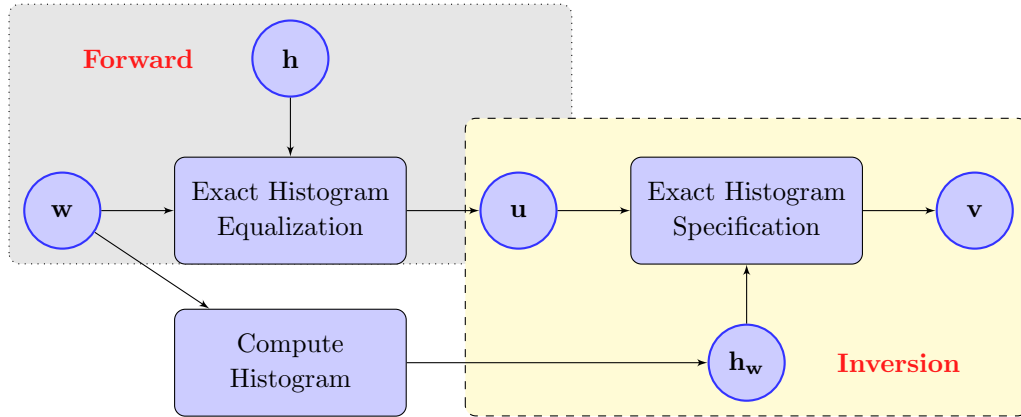 Forward
h
w
Exact Histogram
Equalization
u
Exact Histogram
Specification
v
Compute
Histogram
h_w
Inversion